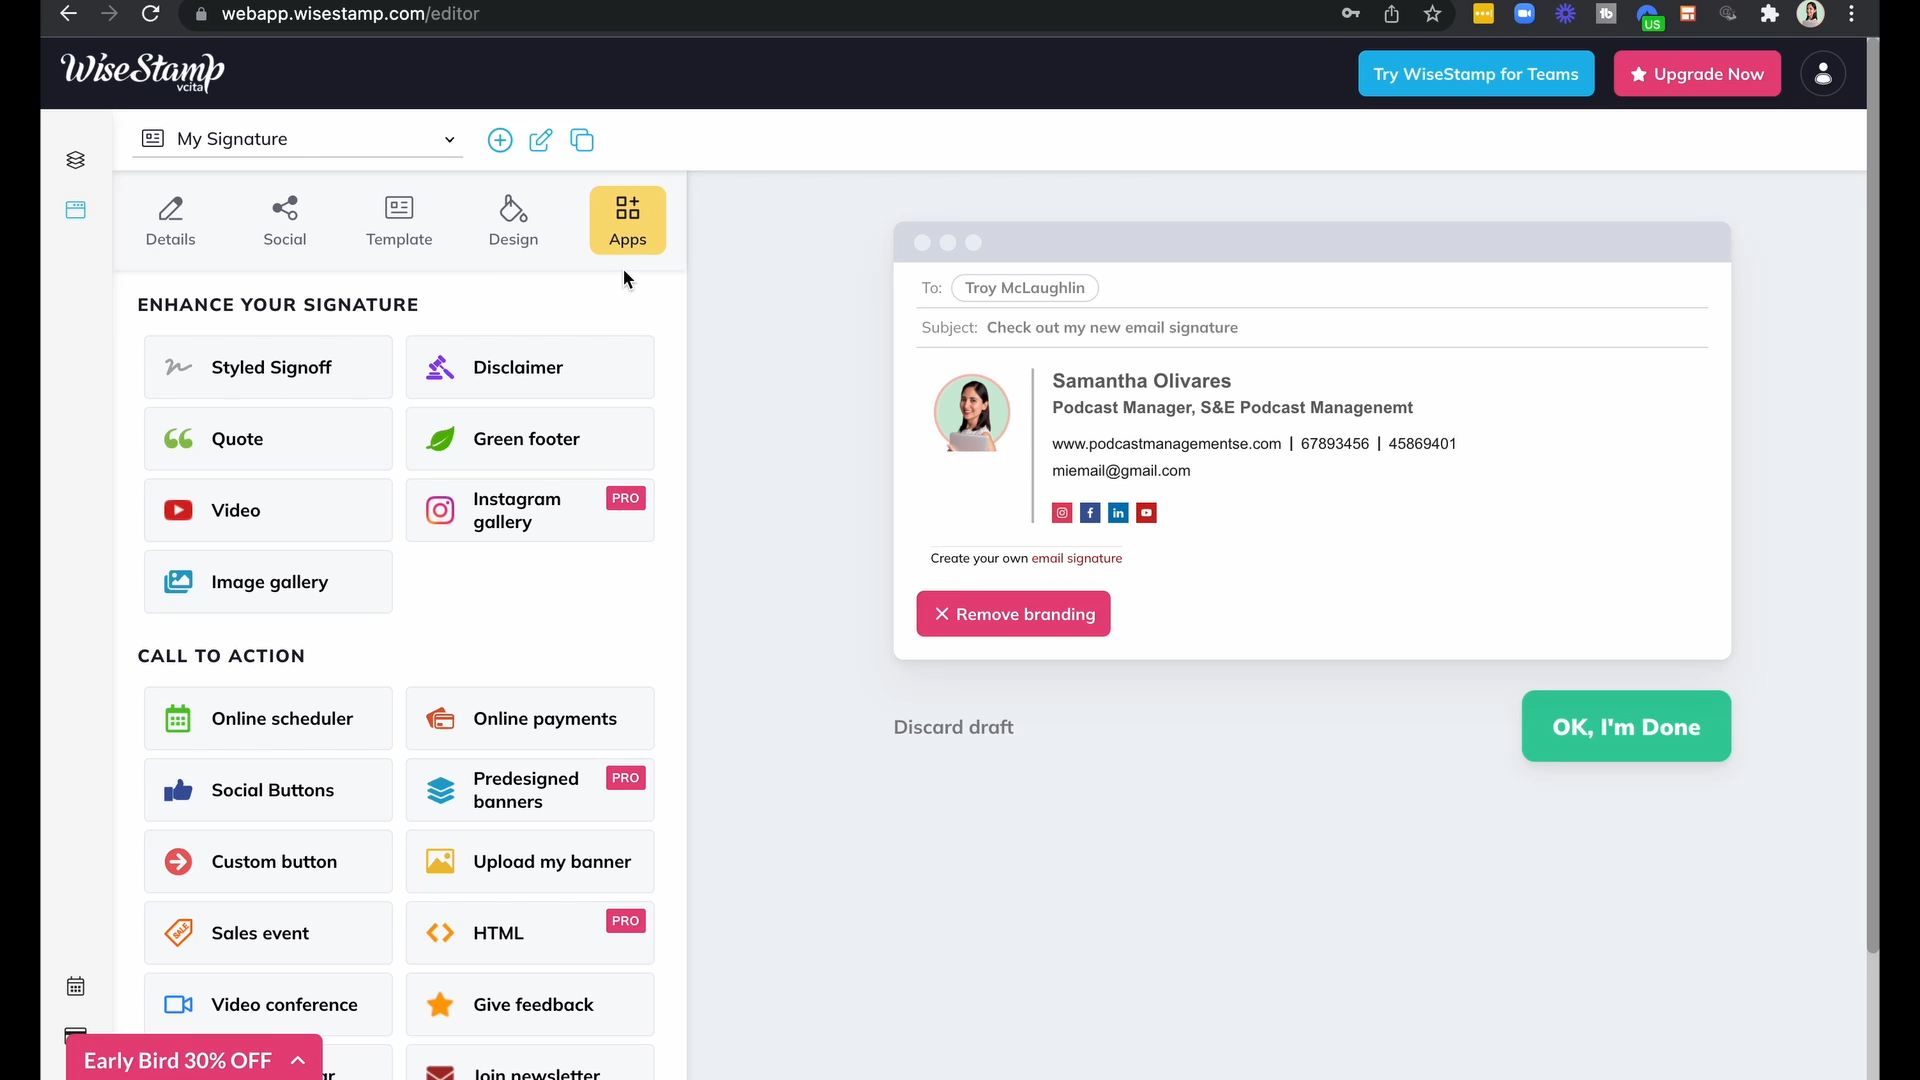 webapp.wisestamp.com/editor
US
WiseStamp
vcita
Try WiseStamp for Teams
Upgrade Now
My Signature
Details
Social
Template
Design
Apps
ENHANCE YOUR SIGNATURE
Styled Signoff
Disclaimer
Quote
Green footer
Video
Instagram gallery
PRO
Image gallery
CALL TO ACTION
Online scheduler
Online payments
Social Buttons
Predesigned banners
PRO
Custom button
Upload my banner
SALE
Sales event
HTML
PRO
Video conference
Give feedback
Join newsletter
Early Bird 30% OFF
To: Troy McLaughlin
Subject: Check out my new email signature
Samantha Olivares
Podcast Manager, S&E Podcast Managenemt
www.podcastmanagementse.com | 67893456 | 45869401
miemail@gmail.com
Create your own email signature
Remove branding
Discard draft
OK, I'm Done